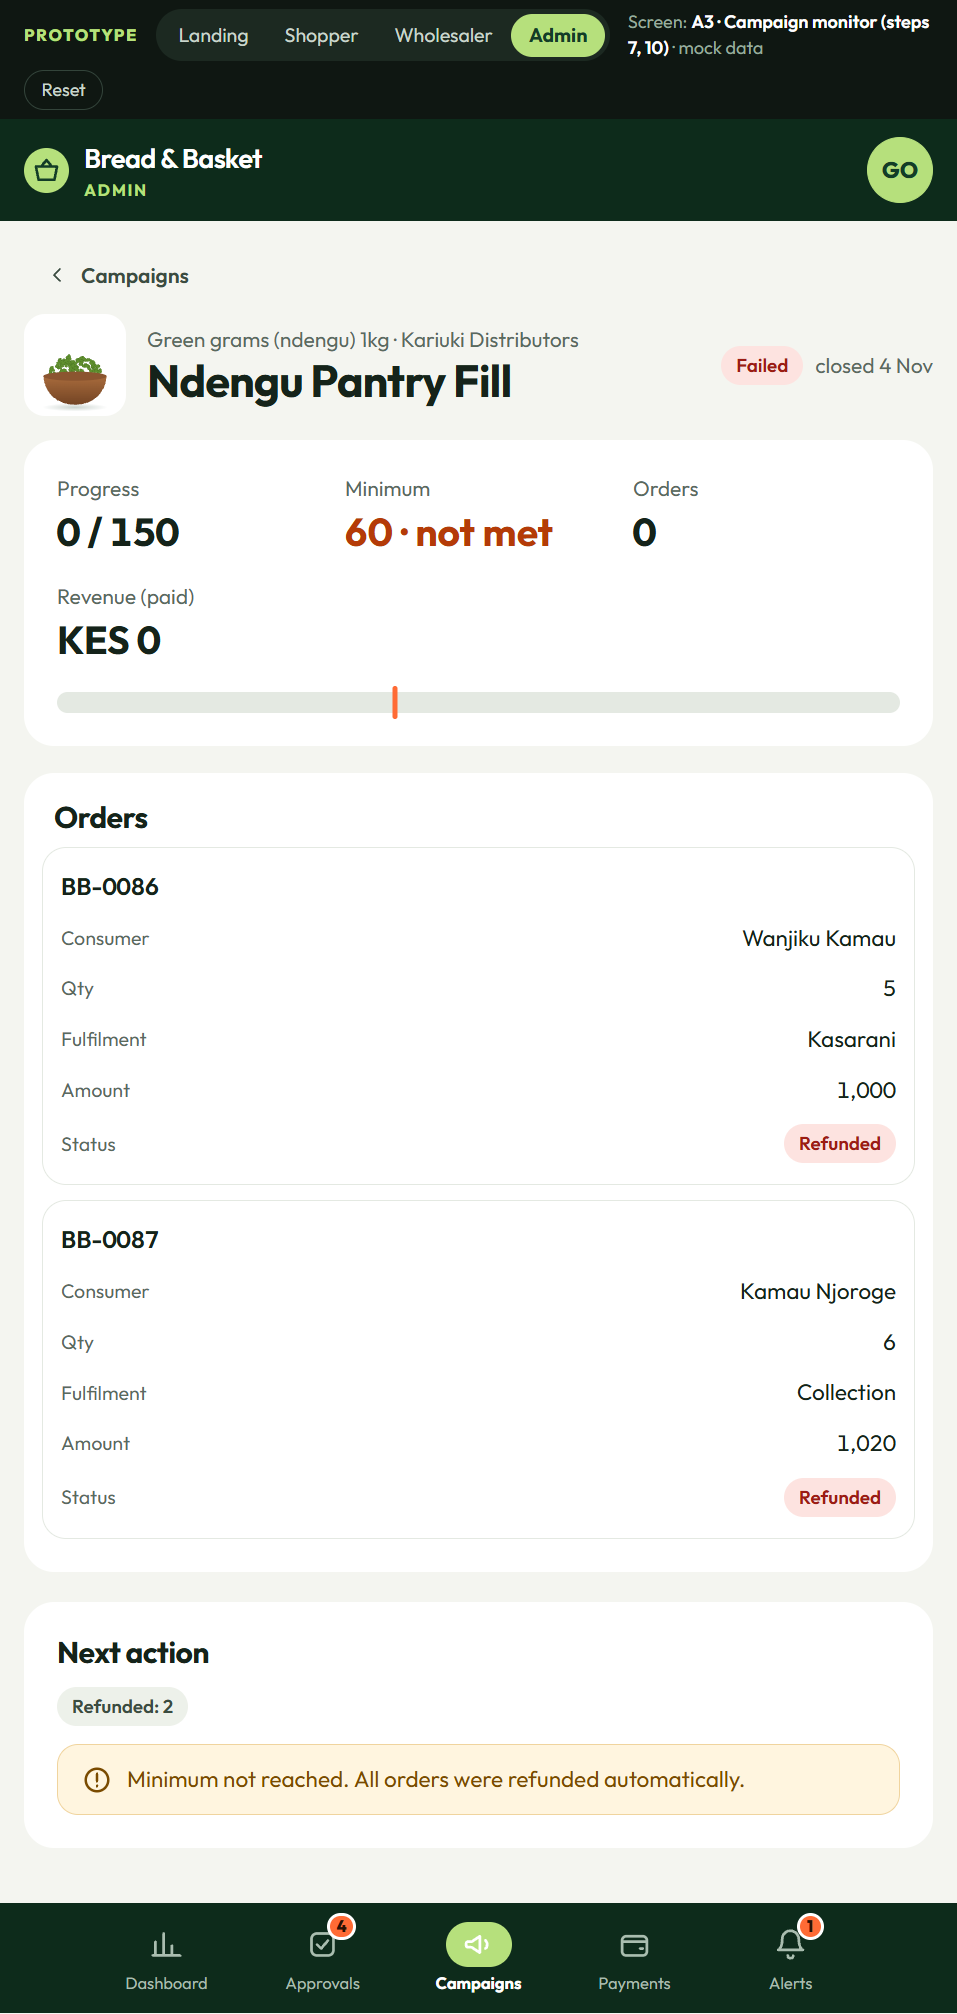 PROTOTYPE
Landing
Shopper
Wholesaler
Admin
Screen: A3 · Campaign monitor (steps
7, 10) · mock data
Reset
Bread & Basket
ADMIN
GO
Campaigns
Green grams (ndengu) 1kg · Kariuki Distributors
Ndengu Pantry Fill
Failed
closed 4 Nov
Progress
0 / 150
Minimum
60 · not met
Orders
0
Revenue (paid)
KES 0
Orders
BB-0086
Consumer
Wanjiku Kamau
Qty
5
Fulfilment
Kasarani
Amount
1,000
Status
Refunded
BB-0087
Consumer
Kamau Njoroge
Qty
6
Fulfilment
Collection
Amount
1,020
Status
Refunded
Next action
Refunded: 2
Minimum not reached. All orders were refunded automatically.
Dashboard
4
Approvals
Campaigns
Payments
1
Alerts